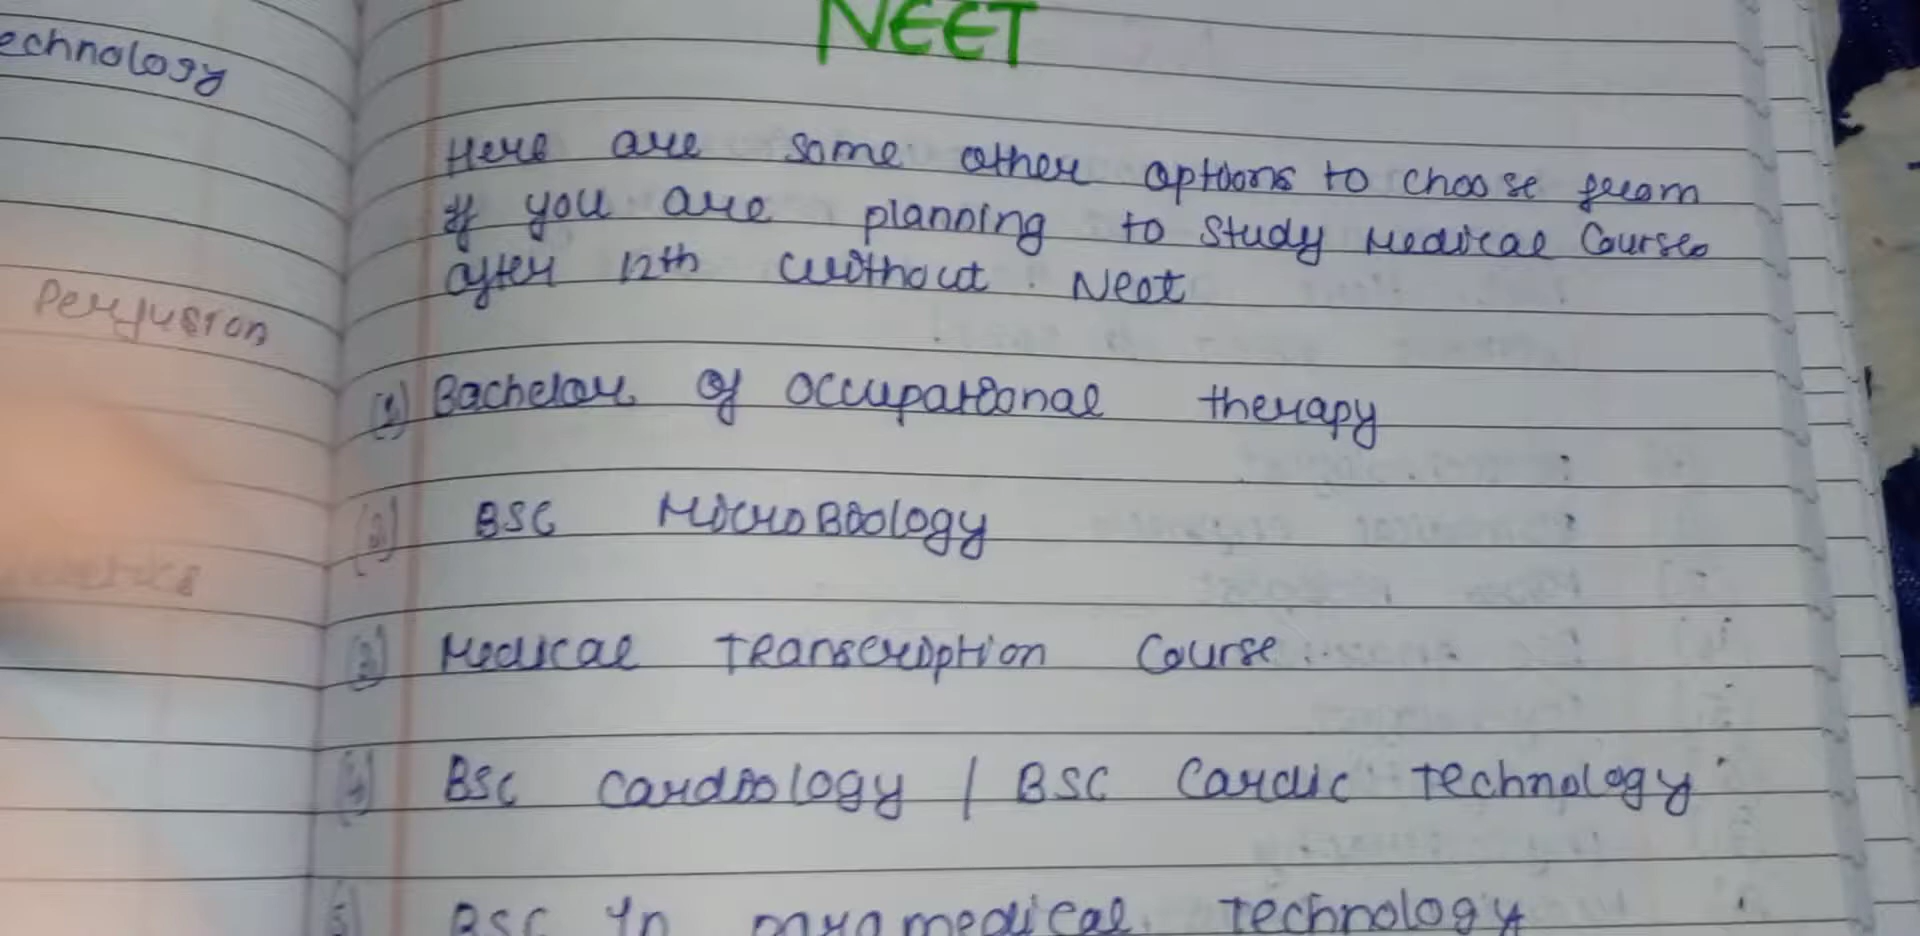 NEET
echnology
Here are some other options to choose from
if you are planning to study Medical Courses
after 12th without Neet
Perfusion
(1) Bachelor of occupational therapy
(2) BSC MicroBiology
(3) Medical Transcription Course
(4) BSC Cardiology / BSC Cardic technology
(5) BSC In paramedical technology